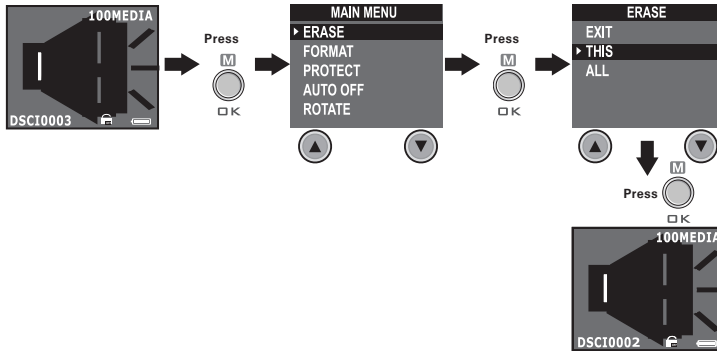 100MEDIA
DSCI0003
Press
M
OK
MAIN MENU
ERASE
FORMAT
PROTECT
AUTO OFF
ROTATE
Press
M
OK
ERASE
EXIT
THIS
ALL
M
Press
OK
100MEDIA
DSCI0002